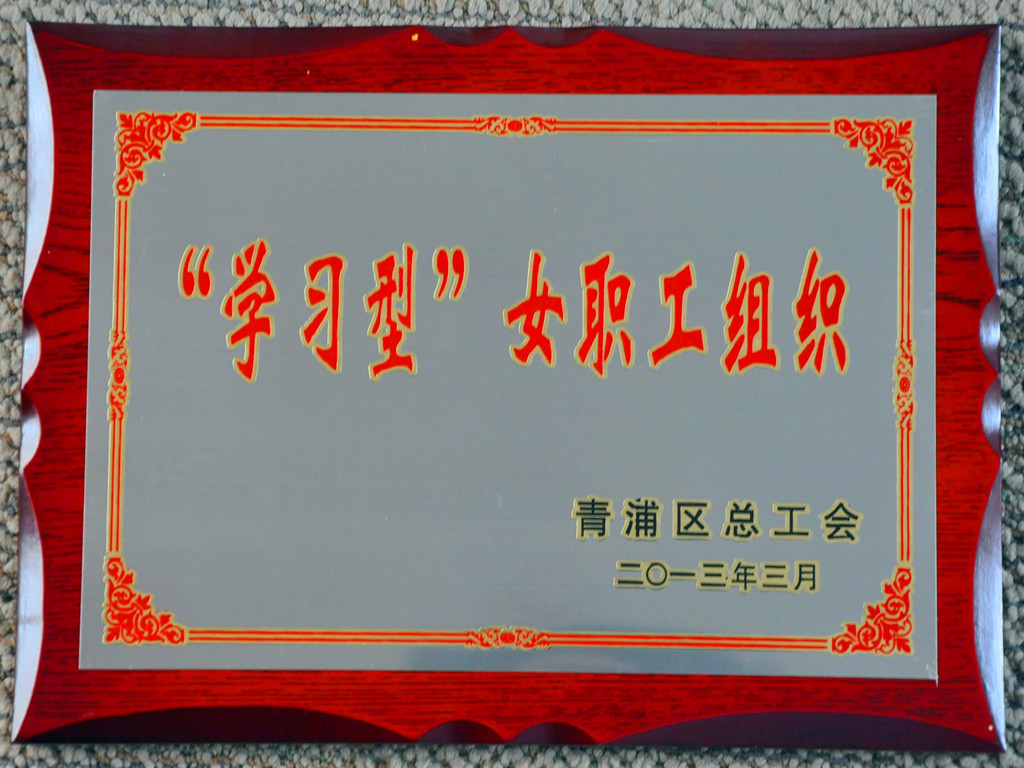 “学习型”女职工组织
青浦区总工会
二〇一三年三月